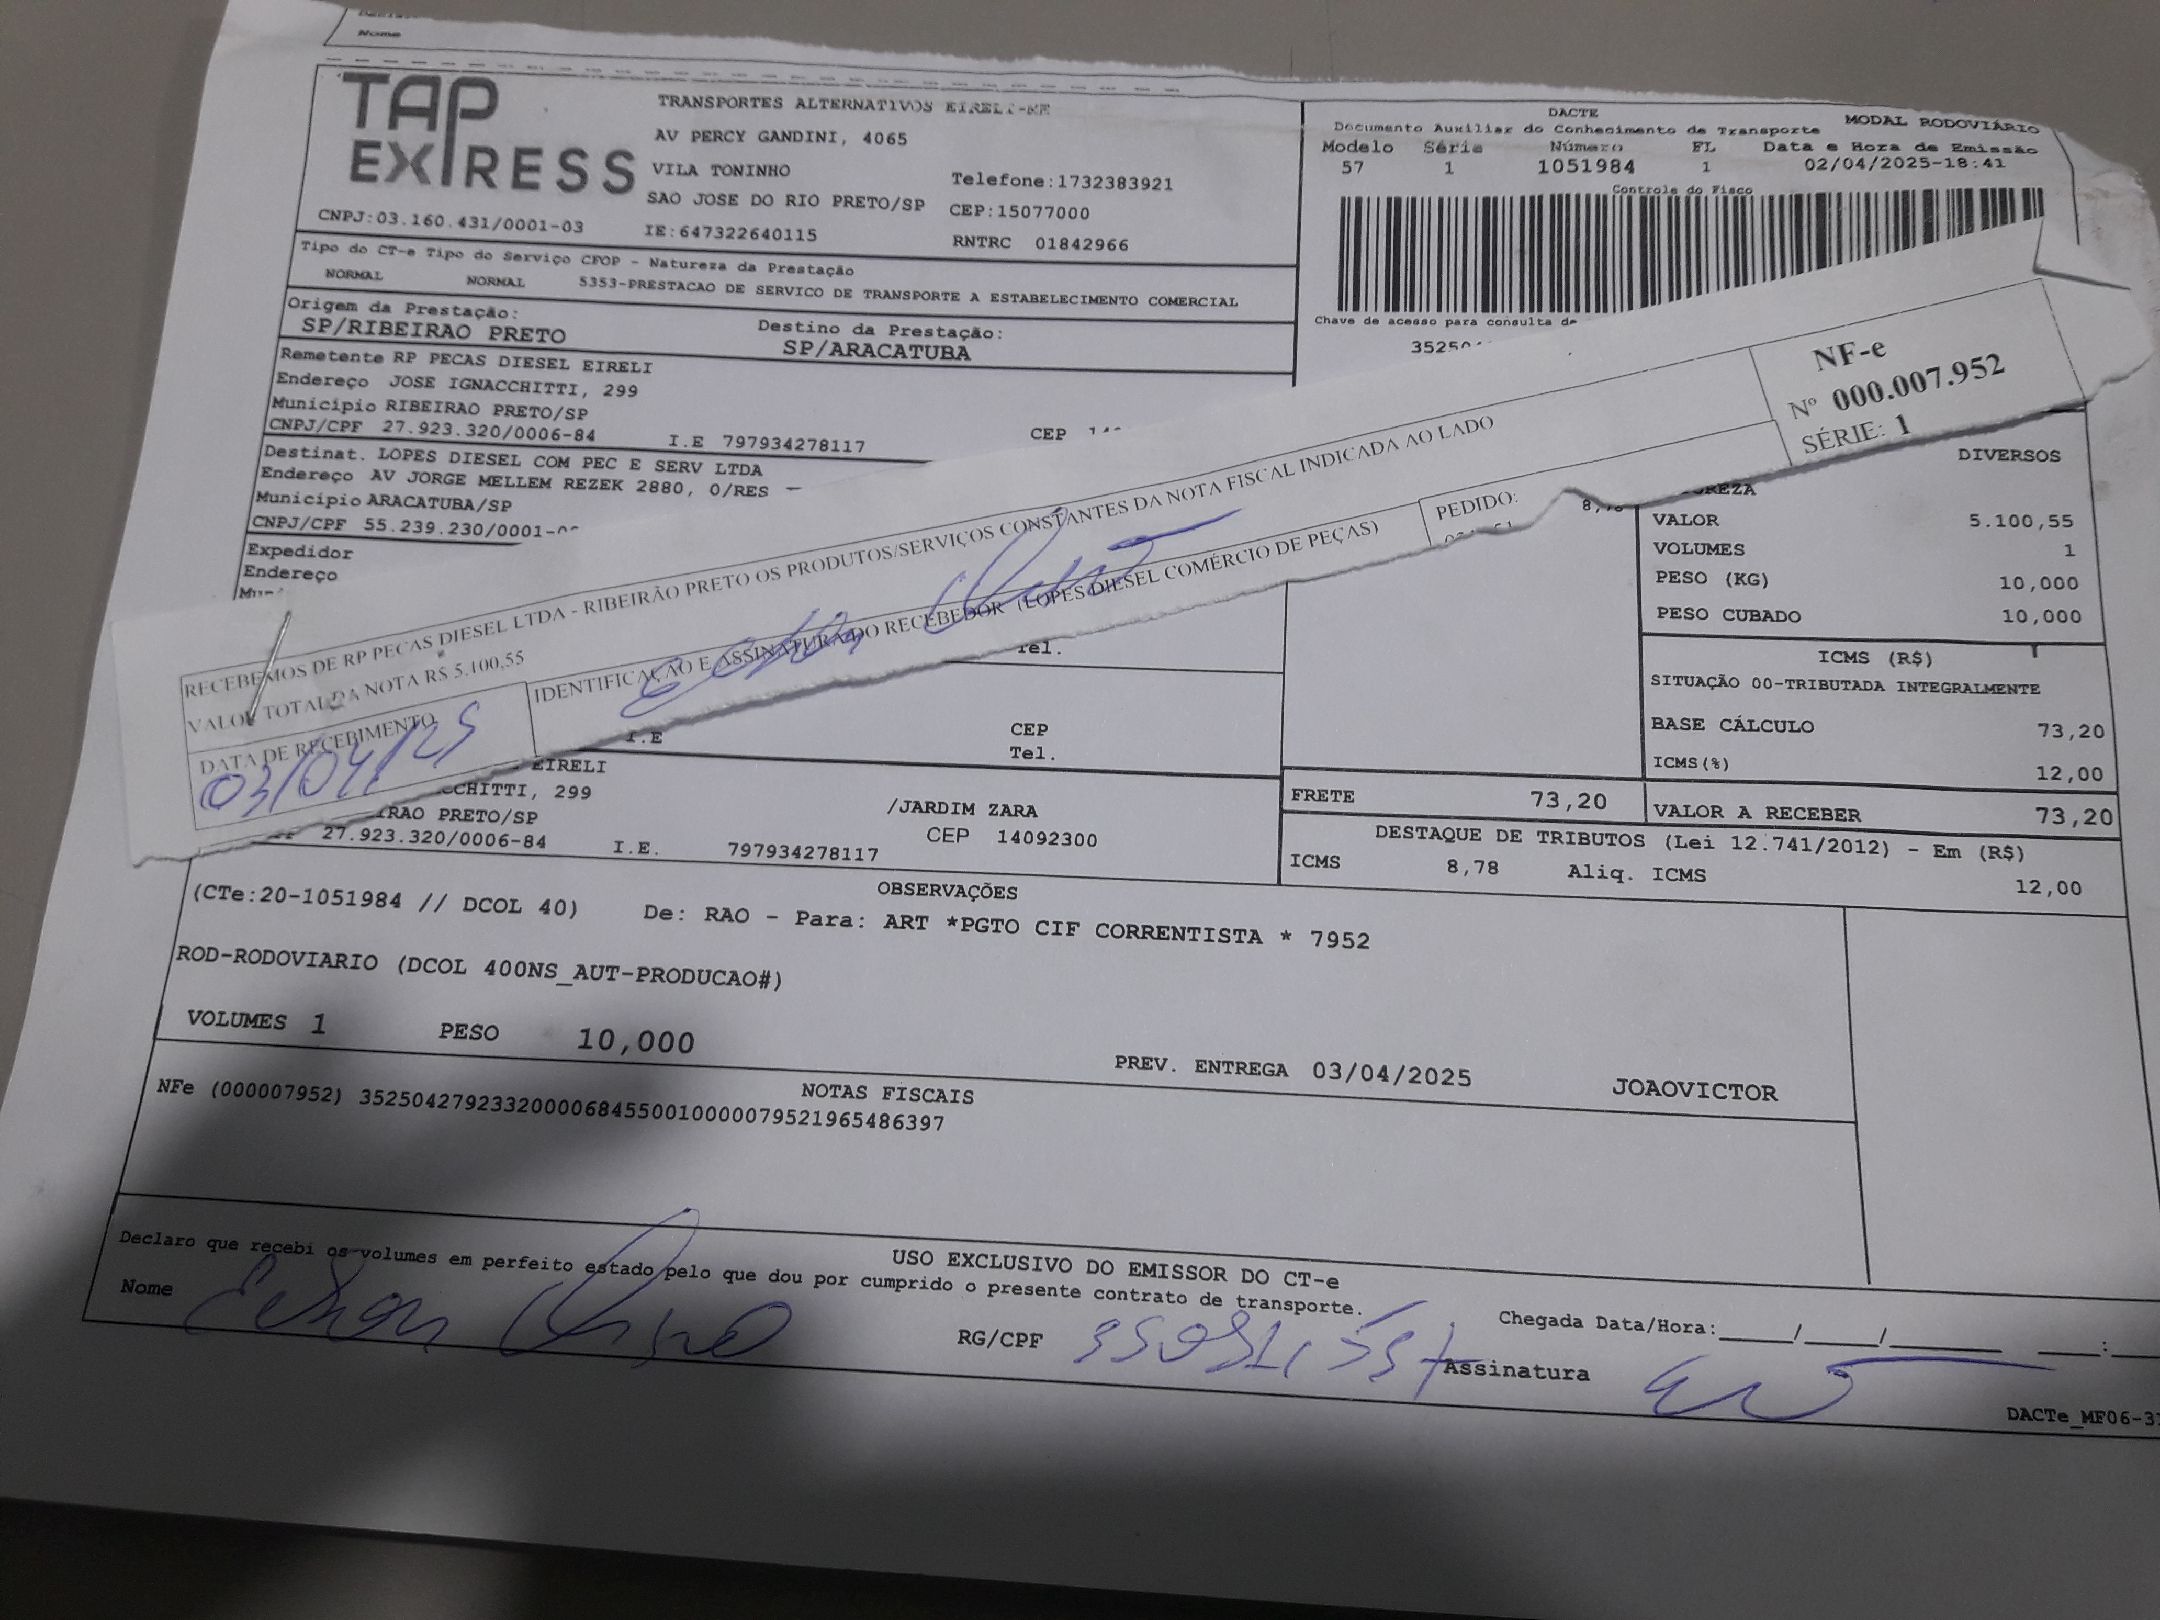 Nome
TAP EXPRESS
TRANSPORTES ALTERNATIVOS EIRELI-ME
AV PERCY GANDINI, 4065
VILA TONINHO
Telefone:1732383921
SAO JOSE DO RIO PRETO/SP CEP:15077000
CNPJ:03.160.431/0001-03 IE:647322640115 RNTRC 01842966
DACTE
Documento Auxiliar do Conhecimento de Transporte MODAL RODOVIÁRIO
Modelo Série Número FL Data e Hora de Emissão
57 1 1051984 1 02/04/2025-18:41
Controle do Fisco
Tipo do CT-e Tipo do Serviço CFOP - Natureza da Prestação
NORMAL NORMAL 5353-PRESTACAO DE SERVICO DE TRANSPORTE A ESTABELECIMENTO COMERCIAL
Origem da Prestação: Destino da Prestação:
SP/RIBEIRAO PRETO SP/ARACATUBA
Chave de acesso para consulta de
Remetente RP PECAS DIESEL EIRELI
Endereço JOSE IGNACCHITTI, 299
Município RIBEIRAO PRETO/SP
CNPJ/CPF 27.923.320/0006-84 I.E 797934278117 CEP
Destinat. LOPES DIESEL COM PEC E SERV LTDA
Endereço AV JORGE MELLEM REZEK 2880, 0/RES -
Município ARACATUBA/SP
CNPJ/CPF 55.239.230/0001-
Expedidor
Endereço
NF-e
Nº 000.007.952
SÉRIE: 1
RECEBEMOS DE RP PECAS DIESEL LTDA - RIBEIRÃO PRETO OS PRODUTOS/SERVIÇOS CONSTANTES DA NOTA FISCAL INDICADA AO LADO
VALOR TOTAL DA NOTA R$ 5.100,55
DATA DE RECEBIMENTO
03/04/25
IDENTIFICAÇÃO E ASSINATURA DO RECEBEDOR (LOPES DIESEL COMÉRCIO DE PEÇAS)
PEDIDO:
DIVERSOS
VALOR 5.100,55
VOLUMES 1
PESO (KG) 10,000
PESO CUBADO 10,000
ICMS (R$)
SITUAÇÃO 00-TRIBUTADA INTEGRALMENTE
BASE CÁLCULO 73,20
ICMS(%) 12,00
Tel.
I.E CEP
Tel.
EIRELI
CCHITTI, 299 /JARDIM ZARA
RAO PRETO/SP CEP 14092300
27.923.320/0006-84 I.E. 797934278117
FRETE 73,20 VALOR A RECEBER 73,20
DESTAQUE DE TRIBUTOS (Lei 12.741/2012) - Em (R$)
ICMS 8,78 Aliq. ICMS 12,00
OBSERVAÇÕES
(CTe:20-1051984 // DCOL 40) De: RAO - Para: ART *PGTO CIF CORRENTISTA * 7952
ROD-RODOVIARIO (DCOL 400NS_AUT-PRODUCAO#)
VOLUMES 1 PESO 10,000
PREV. ENTREGA 03/04/2025 JOAOVICTOR
NOTAS FISCAIS
NFe (000007952) 35250427923320000684550010000079521965486397
USO EXCLUSIVO DO EMISSOR DO CT-e
Declaro que recebi os volumes em perfeito estado pelo que dou por cumprido o presente contrato de transporte.
Nome RG/CPF Assinatura
Chegada Data/Hora:____/____/______ ___:
DACTe_MF06-